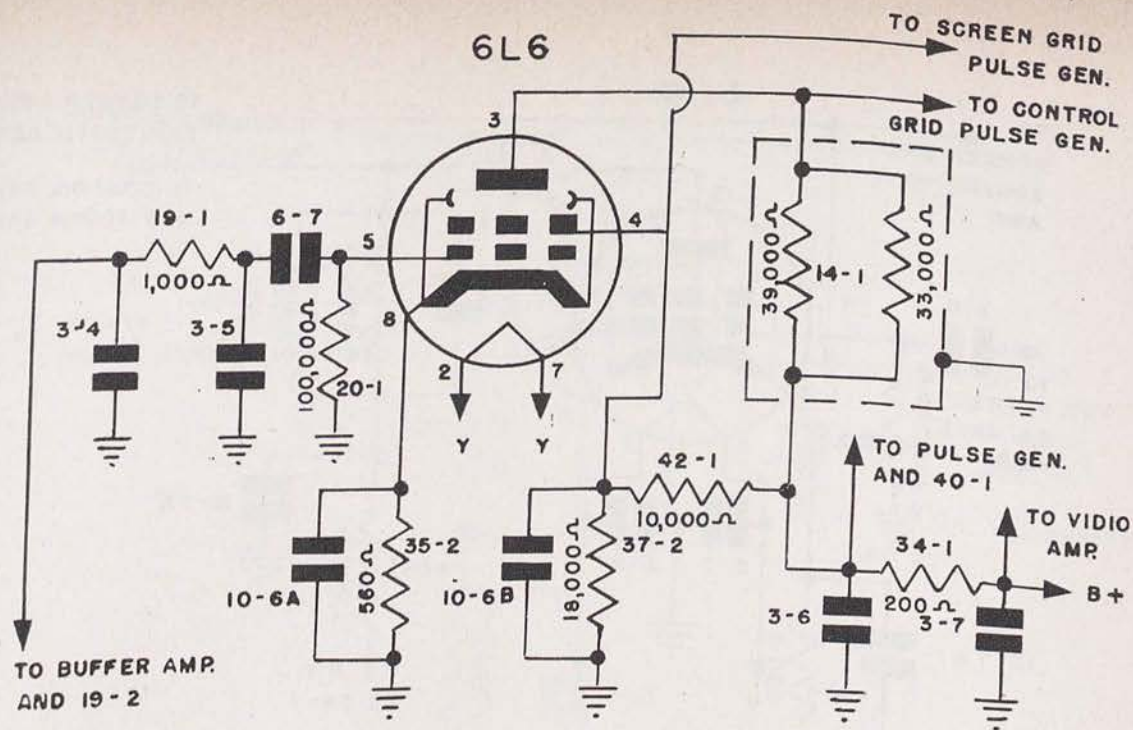 6L6
TO SCREEN GRID
PULSE GEN.
TO CONTROL
GRID PULSE GEN.
3
4
5
8
2
7
Y
Y
19-1
1,000Ω
6-7
3-4
3-5
100,000Ω
20-1
39,000Ω
14-1
33,000Ω
TO PULSE GEN.
AND 40-1
42-1
10,000Ω
34-1
200Ω
TO VIDIO
AMP.
B+
10-6A
560Ω
35-2
10-6B
18,000Ω
37-2
3-6
3-7
TO BUFFER AMP.
AND 19-2